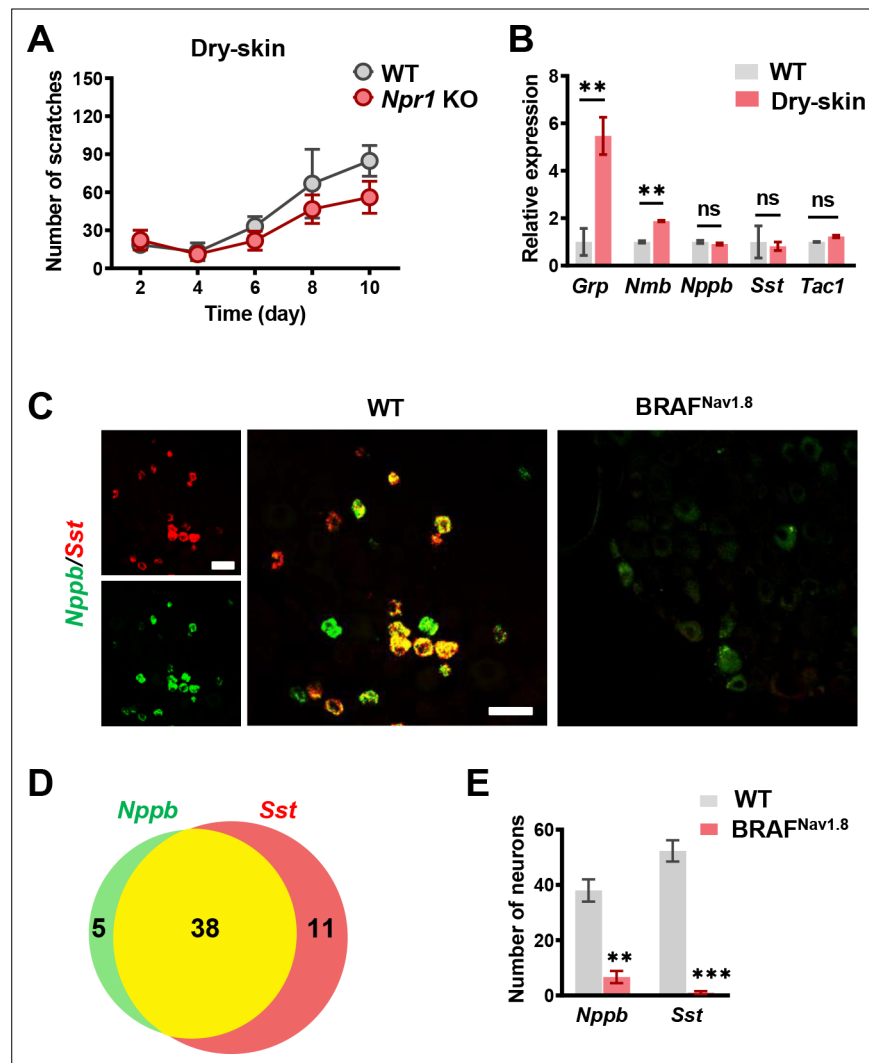 A
Dry-skin
WT
Npr1 KO
Number of scratches
150
120
90
60
30
0
2 4 6 8 10
Time (day)
B
WT
Dry-skin
Relative expression
8
6
4
2
0
** ** ns ns ns
Grp Nmb Nppb Sst Tac1
C
WT
BRAFNav1.8
Nppb/Sst
D
Nppb Sst
5 38 11
E
WT
BRAFNav1.8
Number of neurons
60
40
20
0
** ***
Nppb Sst